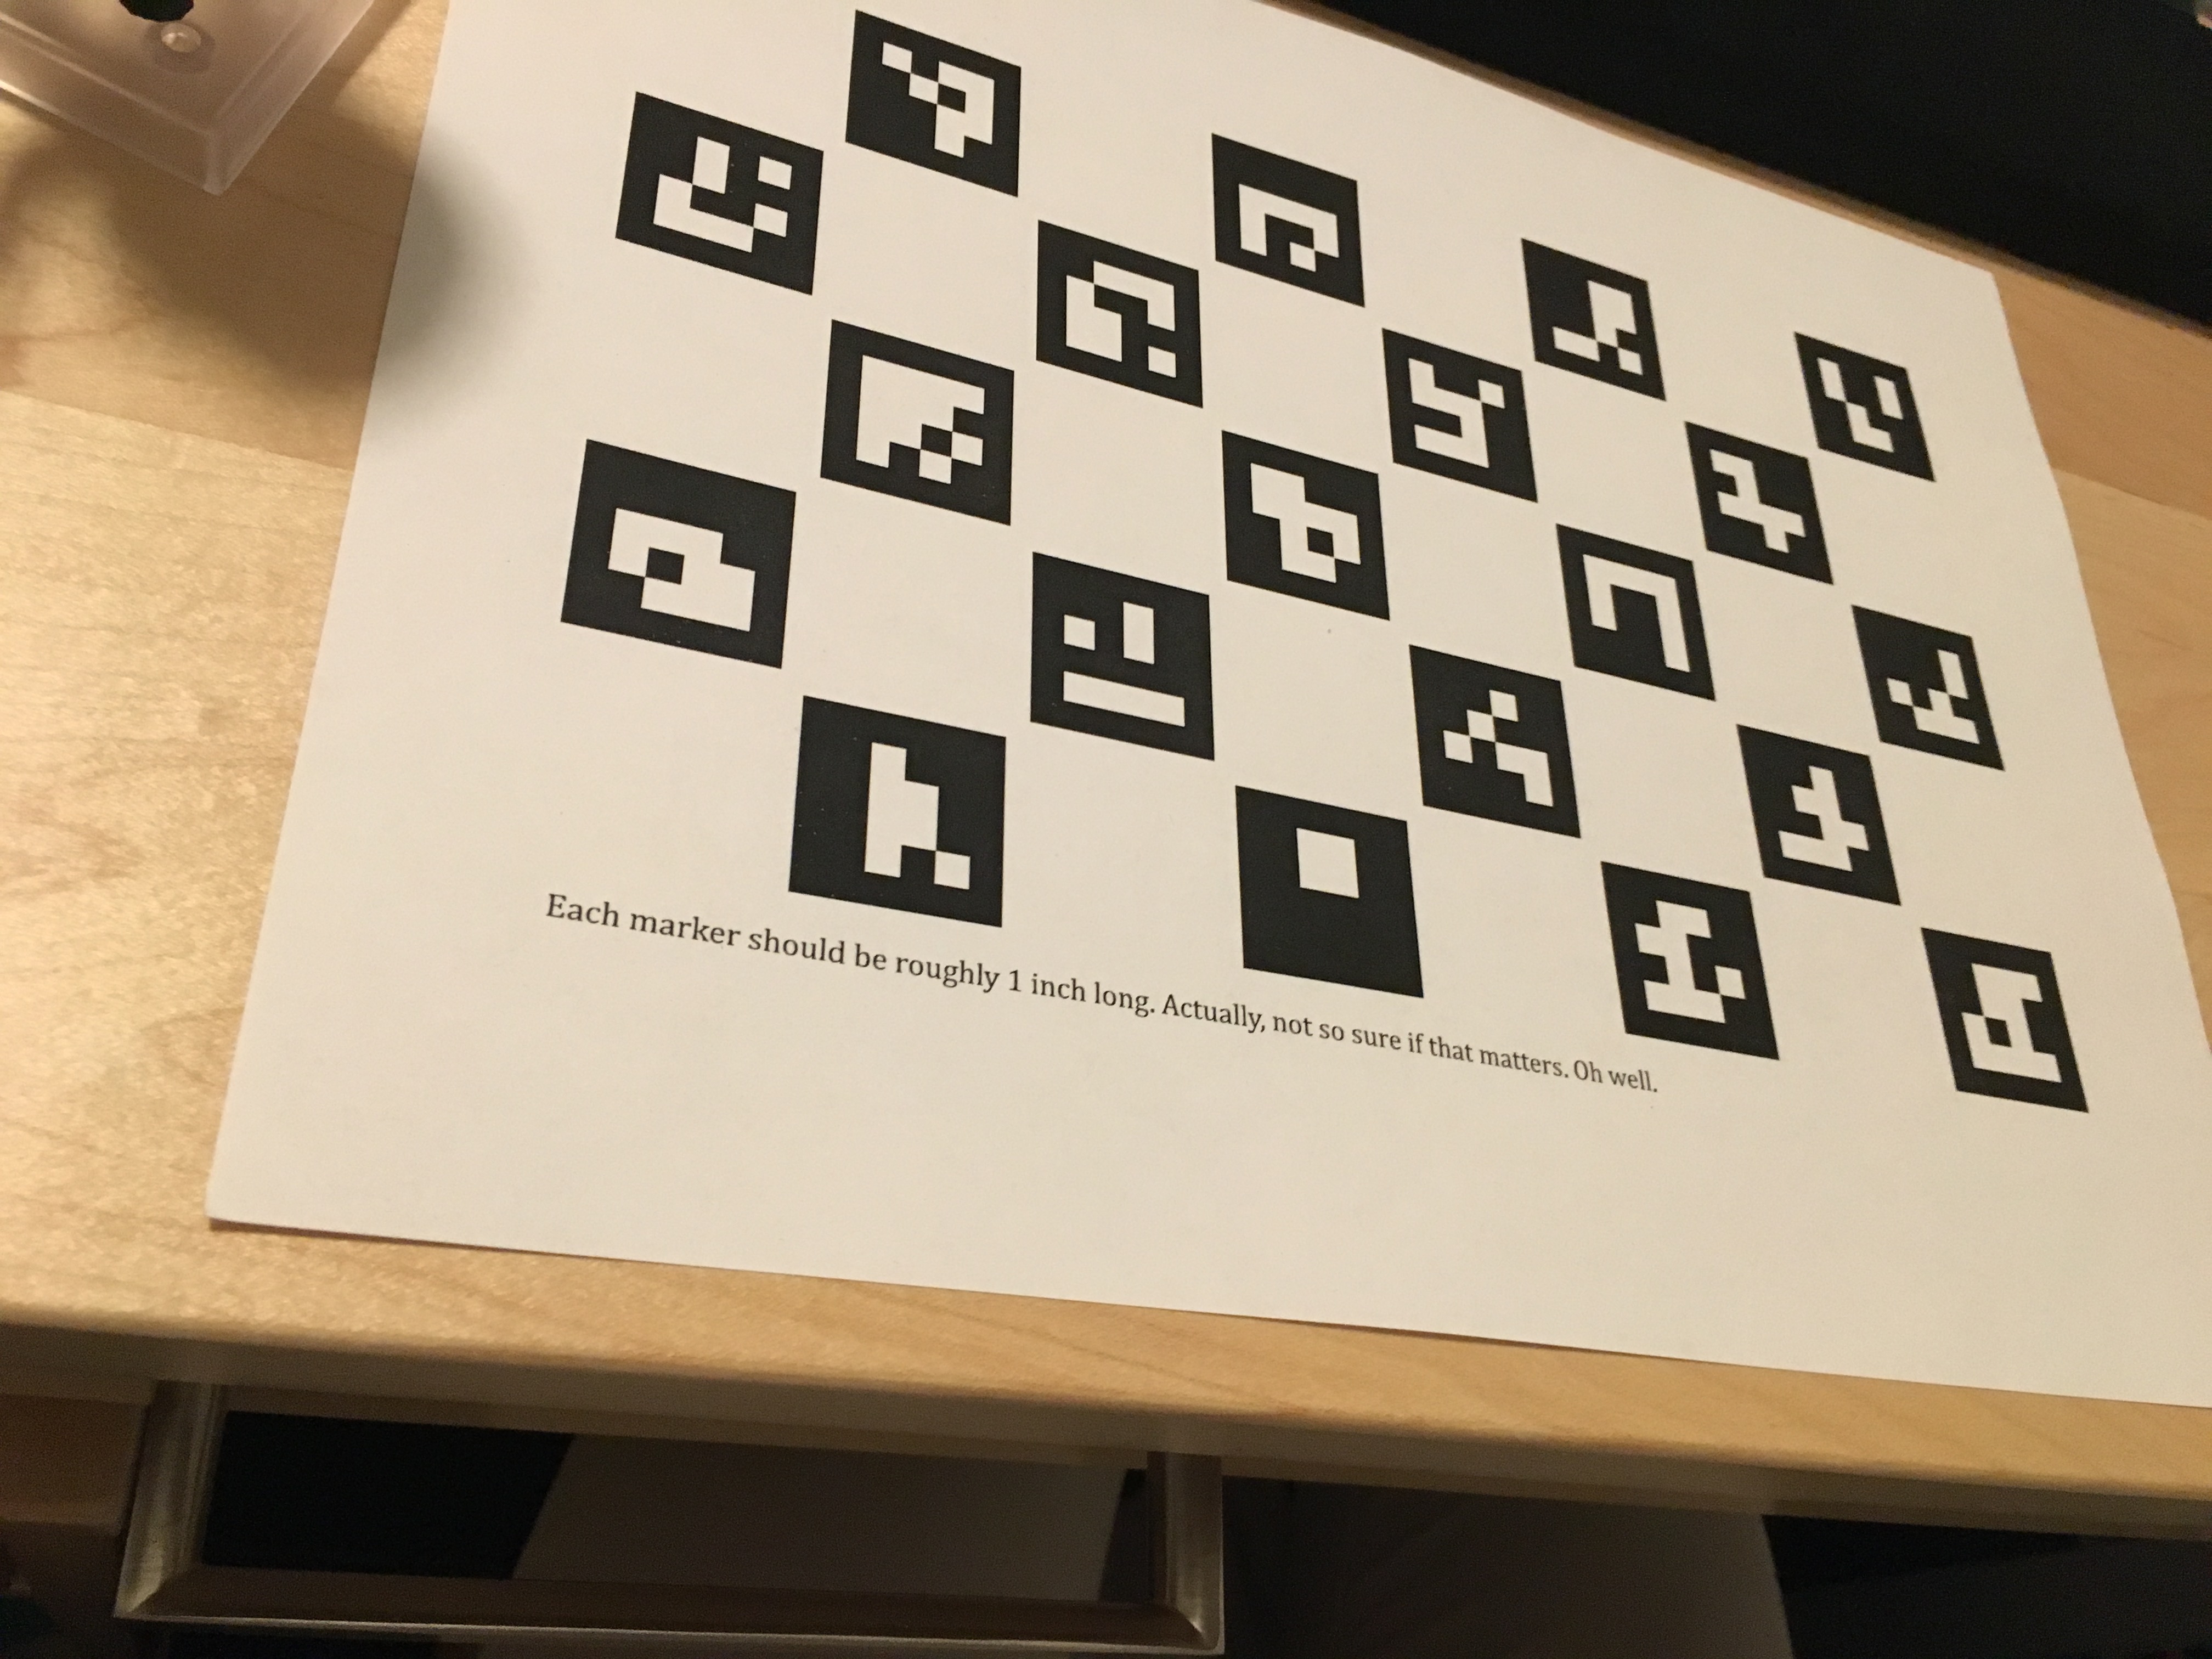 Each marker should be roughly 1 inch long. Actually, not so sure if that matters. Oh well.